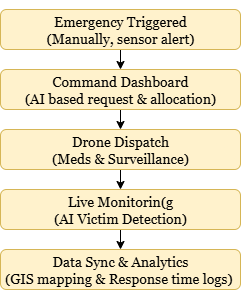 Emergency Triggered
(Manually, sensor alert)
Command Dashboard
(AI based request & allocation)
Drone Dispatch
(Meds & Surveillance)
Live Monitorin(g
(AI Victim Detection)
Data Sync & Analytics
(GIS mapping & Response time logs)